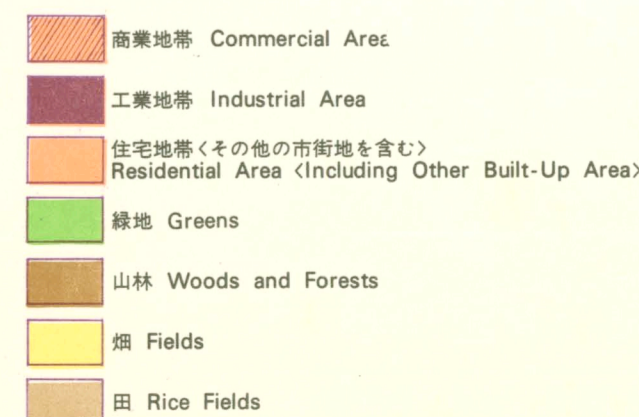 商業地帯 Commercial Area
工業地帯 Industrial Area
住宅地帯<その他の市街地を含む>
Residential Area <Including Other Built-Up Area>
緑地 Greens
山林 Woods and Forests
畑 Fields
田 Rice Fields